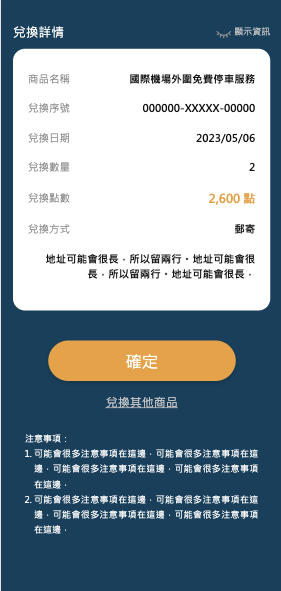 兌換詳情
顯示資訊
商品名稱 國際機場外圍免費停車服務
兌換序號 000000-XXXXX-00000
兌換日期 2023/05/06
兌換數量 2
兌換點數 2,600 點
兌換方式 郵寄
地址可能會很長，所以留兩行。地址可能會很
長，所以留兩行。地址可能會很長，
確定
兌換其他商品
注意事項：
1. 可能會很多注意事項在這邊，可能會很多注意事項在這
邊，可能會很多注意事項在這邊，可能會很多注意事項
在這邊，
2. 可能會很多注意事項在這邊，可能會很多注意事項在這
邊，可能會很多注意事項在這邊，可能會很多注意事項
在這邊，